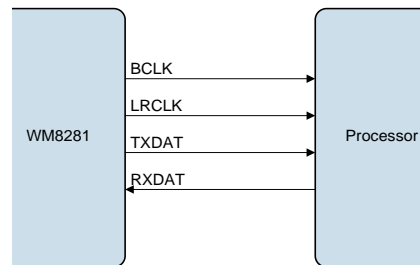 BCLK
LRCLK
WM8281
TXDAT
Processor
RXDAT